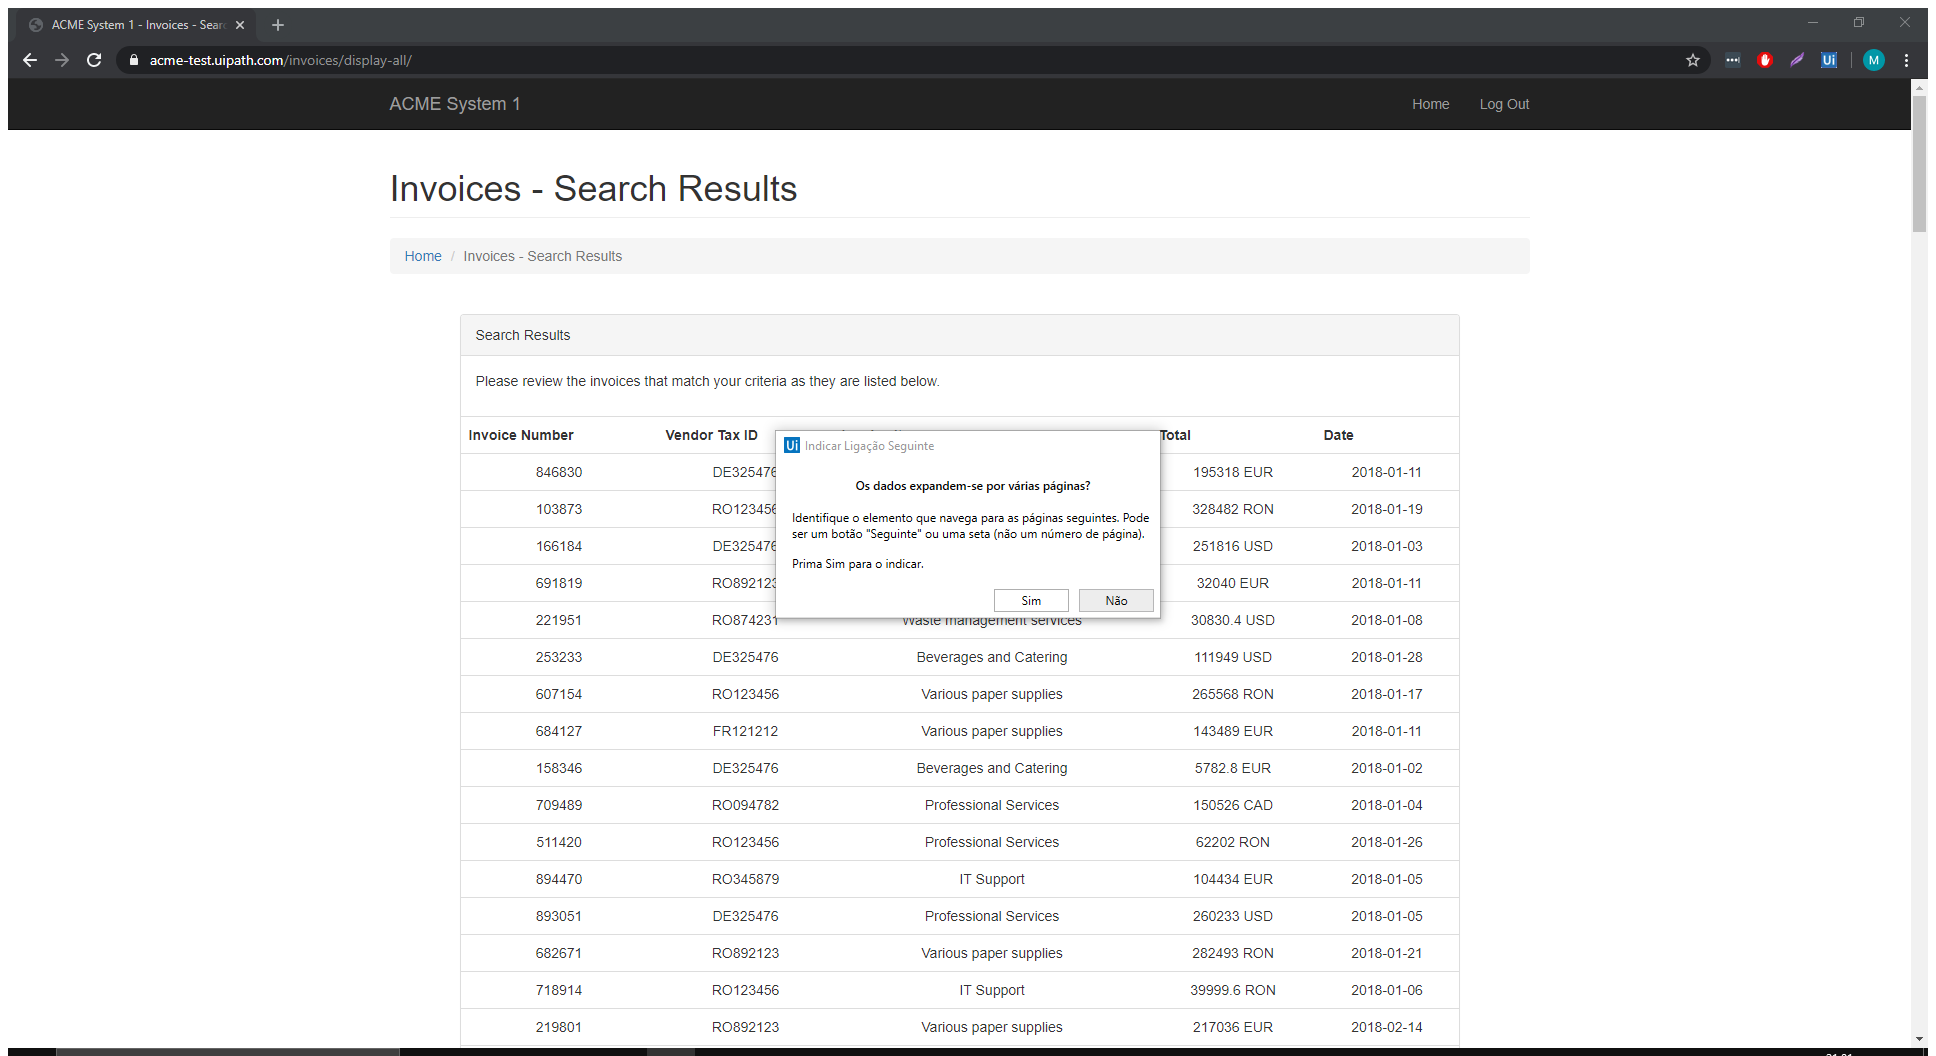 ACME System 1 - Invoices - Sear
acme-test.uipath.com/invoices/display-all/
Ui
M
ACME System 1
Home
Log Out
Invoices - Search Results
Home / Invoices - Search Results
Search Results
Please review the invoices that match your criteria as they are listed below.
Invoice Number Vendor Tax ID Total Date
Ui Indicar Ligação Seguinte
Os dados expandem-se por várias páginas?
Identifique o elemento que navega para as páginas seguintes. Pode
ser um botão "Seguinte" ou uma seta (não um número de página).
Prima Sim para o indicar.
Sim Não
846830 DE325476 195318 EUR 2018-01-11
103873 RO123456 328482 RON 2018-01-19
166184 DE325476 251816 USD 2018-01-03
691819 RO892123 32040 EUR 2018-01-11
221951 RO874231 Waste management services 30830.4 USD 2018-01-08
253233 DE325476 Beverages and Catering 111949 USD 2018-01-28
607154 RO123456 Various paper supplies 265568 RON 2018-01-17
684127 FR121212 Various paper supplies 143489 EUR 2018-01-11
158346 DE325476 Beverages and Catering 5782.8 EUR 2018-01-02
709489 RO094782 Professional Services 150526 CAD 2018-01-04
511420 RO123456 Professional Services 62202 RON 2018-01-26
894470 RO345879 IT Support 104434 EUR 2018-01-05
893051 DE325476 Professional Services 260233 USD 2018-01-05
682671 RO892123 Various paper supplies 282493 RON 2018-01-21
718914 RO123456 IT Support 39999.6 RON 2018-01-06
219801 RO892123 Various paper supplies 217036 EUR 2018-02-14